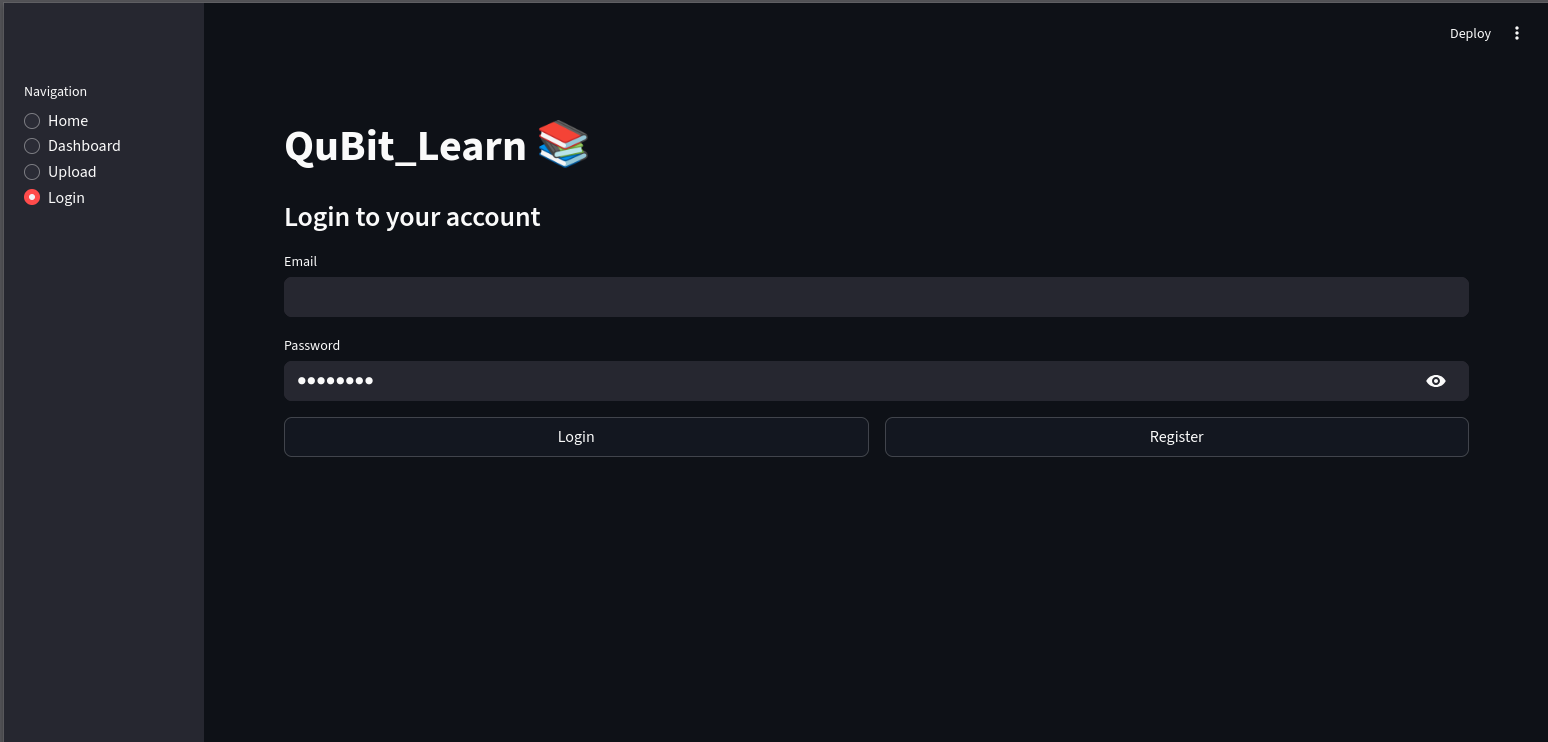 Deploy
Navigation
Home
Dashboard
Upload
Login
QuBit_Learn 📚
Login to your account
Email
Password
••••••••
Login
Register